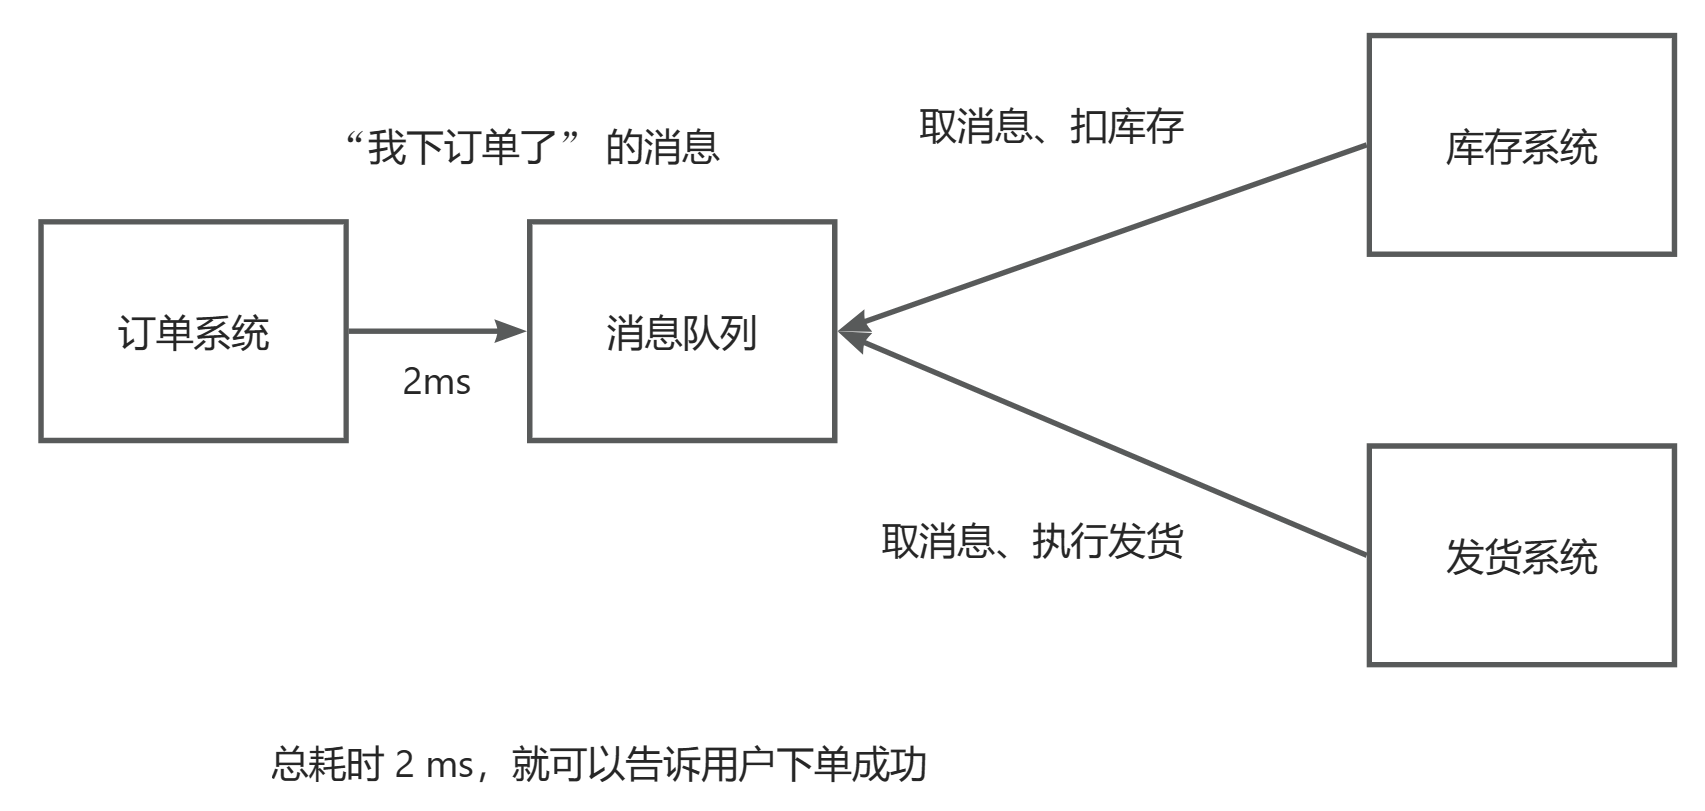 “我下订单了” 的消息
取消息、扣库存
库存系统
订单系统
2ms
消息队列
取消息、执行发货
发货系统
总耗时 2 ms，就可以告诉用户下单成功